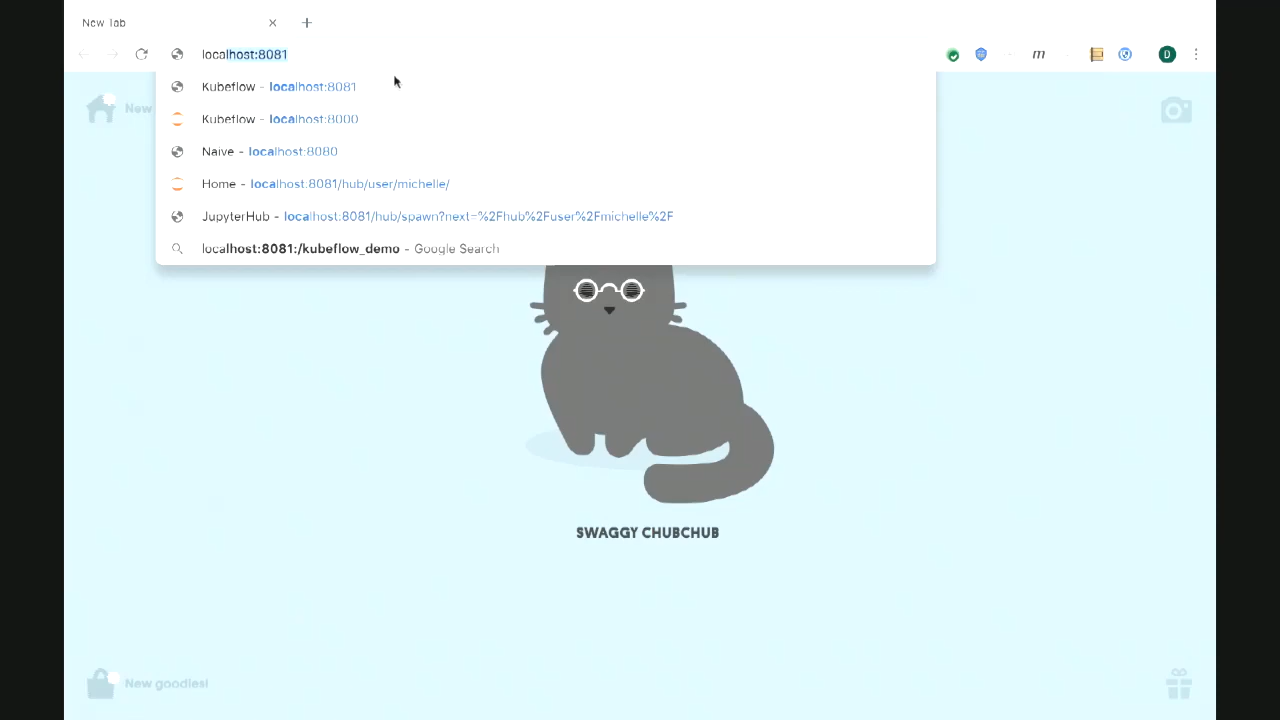 New Tab
localhost:8081
m
D
Kubeflow - localhost:8081
New
Kubeflow - localhost:8000
Naive - localhost:8080
Home - localhost:8081/hub/user/michelle/
JupyterHub - localhost:8081/hub/spawn?next=%2Fhub%2Fuser%2Fmichelle%2F
localhost:8081:/kubeflow_demo - Google Search
SWAGGY CHUBCHUB
New goodies!